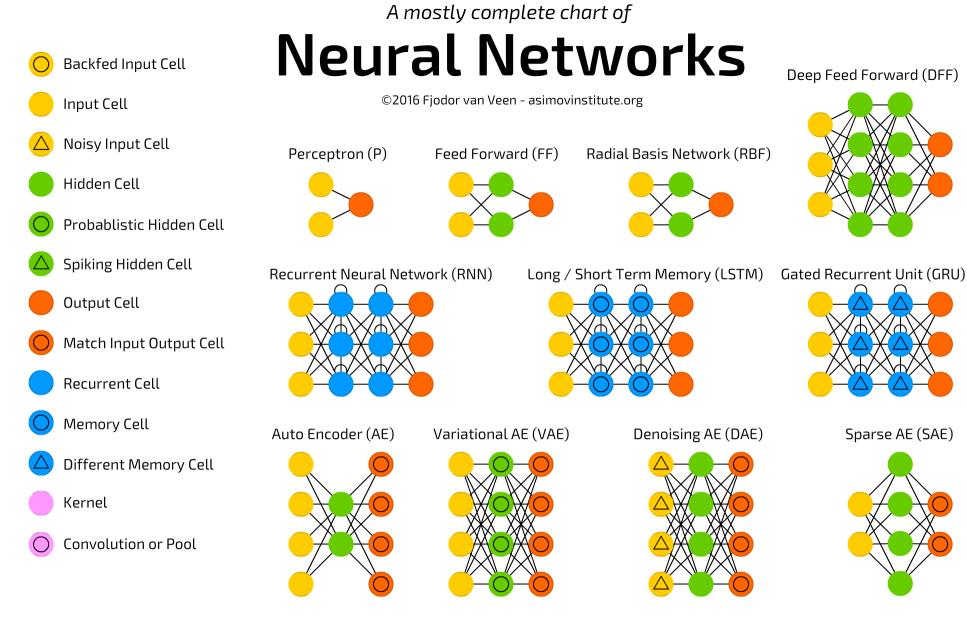 A mostly complete chart of
Neural Networks
©2016 Fjodor van Veen - asimovinstitute.org
Backfed Input Cell
Input Cell
Noisy Input Cell
Hidden Cell
Probablistic Hidden Cell
Spiking Hidden Cell
Output Cell
Match Input Output Cell
Recurrent Cell
Memory Cell
Different Memory Cell
Kernel
Convolution or Pool
Deep Feed Forward (DFF)
Perceptron (P)
Feed Forward (FF)
Radial Basis Network (RBF)
Recurrent Neural Network (RNN)
Long / Short Term Memory (LSTM)
Gated Recurrent Unit (GRU)
Auto Encoder (AE)
Variational AE (VAE)
Denoising AE (DAE)
Sparse AE (SAE)